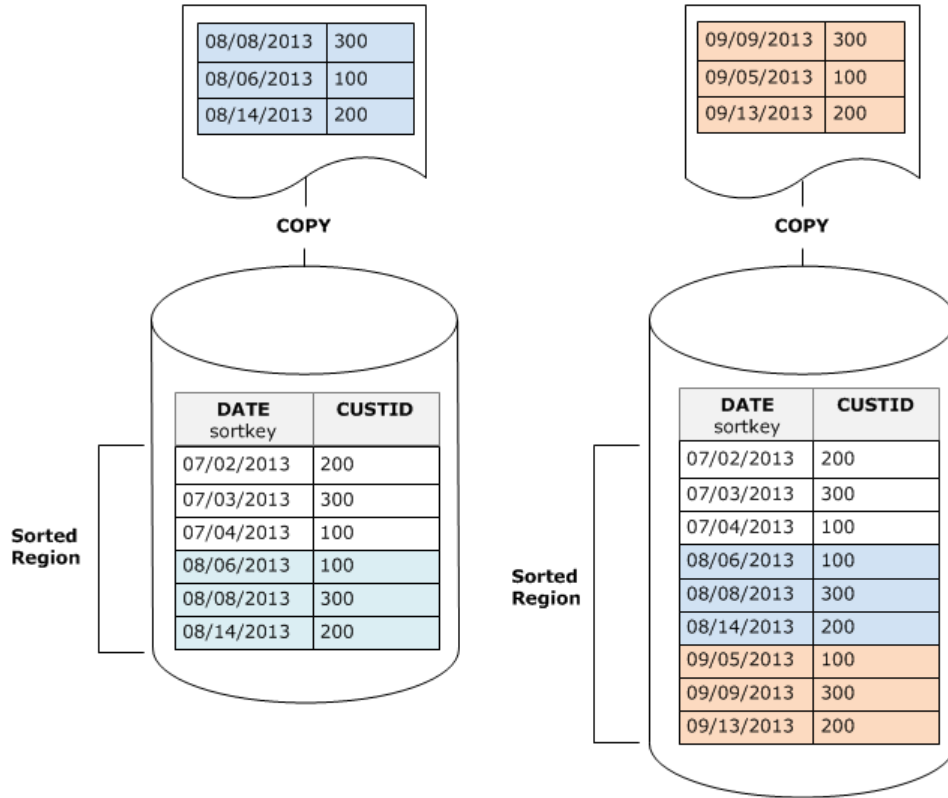 08/08/2013 300
08/06/2013 100
08/14/2013 200
COPY
DATE CUSTID
sortkey
07/02/2013 200
07/03/2013 300
07/04/2013 100
08/06/2013 100
08/08/2013 300
08/14/2013 200
Sorted
Region
09/09/2013 300
09/05/2013 100
09/13/2013 200
COPY
DATE CUSTID
sortkey
07/02/2013 200
07/03/2013 300
07/04/2013 100
08/06/2013 100
08/08/2013 300
08/14/2013 200
09/05/2013 100
09/09/2013 300
09/13/2013 200
Sorted
Region